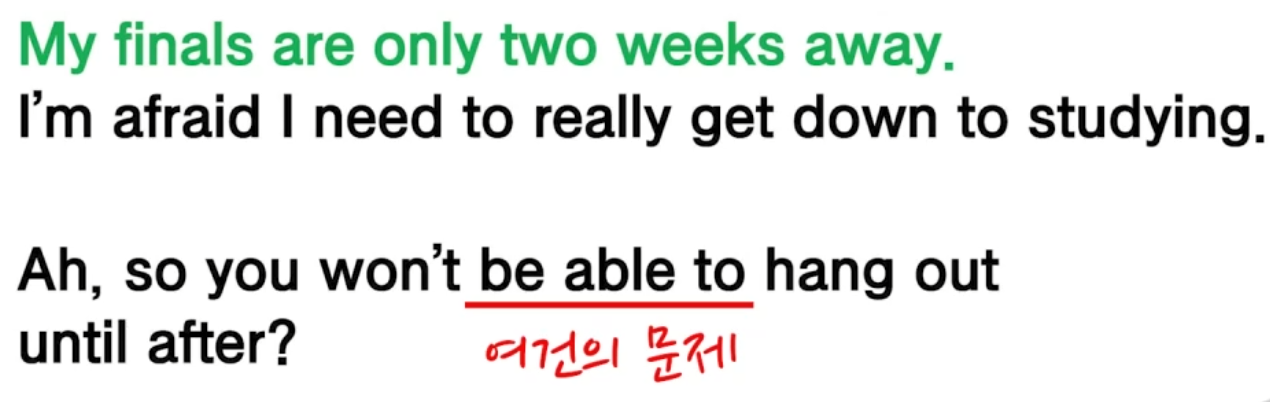 My finals are only two weeks away.
I'm afraid I need to really get down to studying.
Ah, so you won't be able to hang out
until after?
여건의 문제